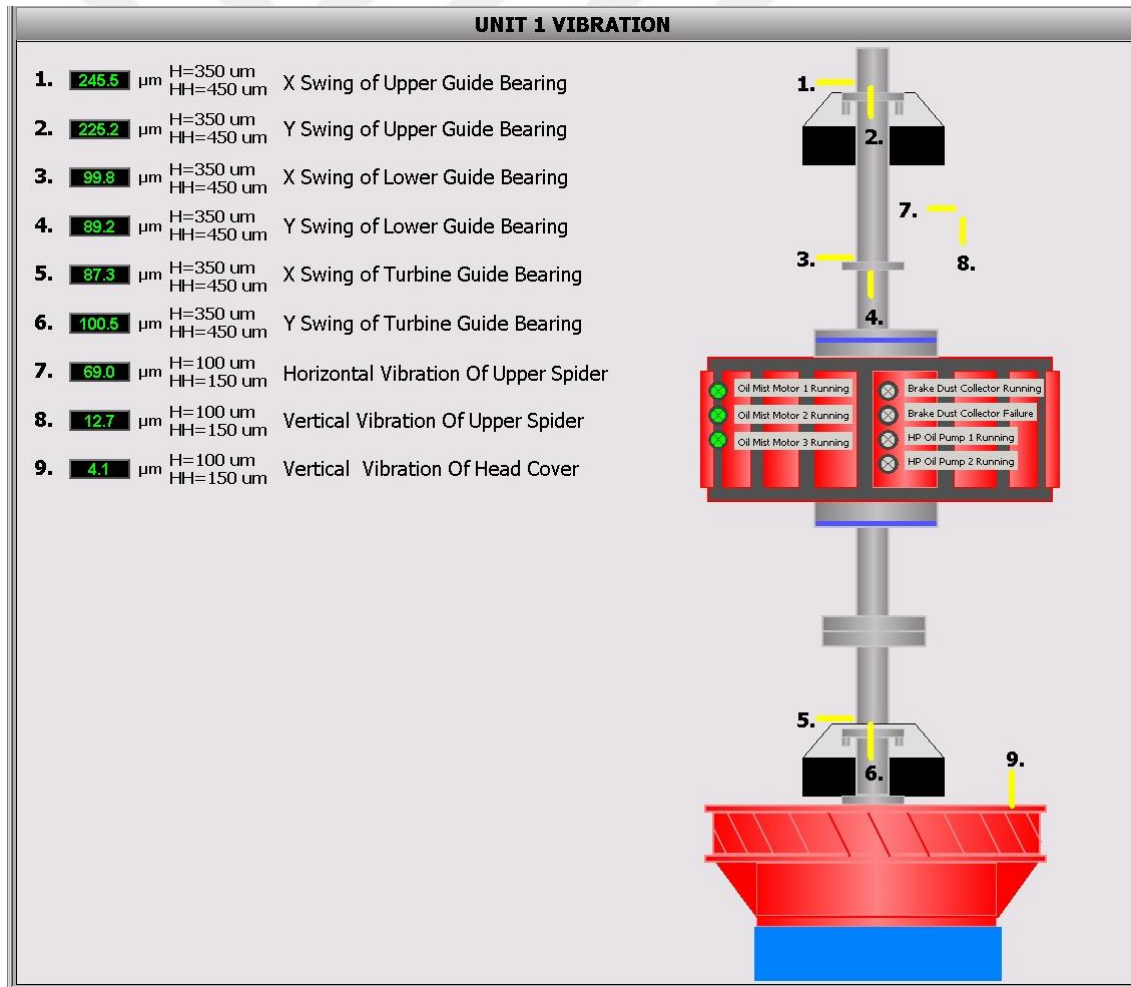 UNIT 1 VIBRATION
1. 245.5 µm H=350 um
HH=450 um X Swing of Upper Guide Bearing
2. 225.2 µm H=350 um
HH=450 um Y Swing of Upper Guide Bearing
3. 99.8 µm H=350 um
HH=450 um X Swing of Lower Guide Bearing
4. 89.2 µm H=350 um
HH=450 um Y Swing of Lower Guide Bearing
5. 87.3 µm H=350 um
HH=450 um X Swing of Turbine Guide Bearing
6. 100.5 µm H=350 um
HH=450 um Y Swing of Turbine Guide Bearing
7. 69.0 µm H=100 um
HH=150 um Horizontal Vibration Of Upper Spider
8. 12.7 µm H=100 um
HH=150 um Vertical Vibration Of Upper Spider
9. 4.1 µm H=100 um
HH=150 um Vertical Vibration Of Head Cover
1.
2.
7.
8.
3.
4.
Oil Mist Motor 1 Running
Oil Mist Motor 2 Running
Oil Mist Motor 3 Running
Brake Dust Collector Running
Brake Dust Collector Failure
HP Oil Pump 1 Running
HP Oil Pump 2 Running
5.
6.
9.